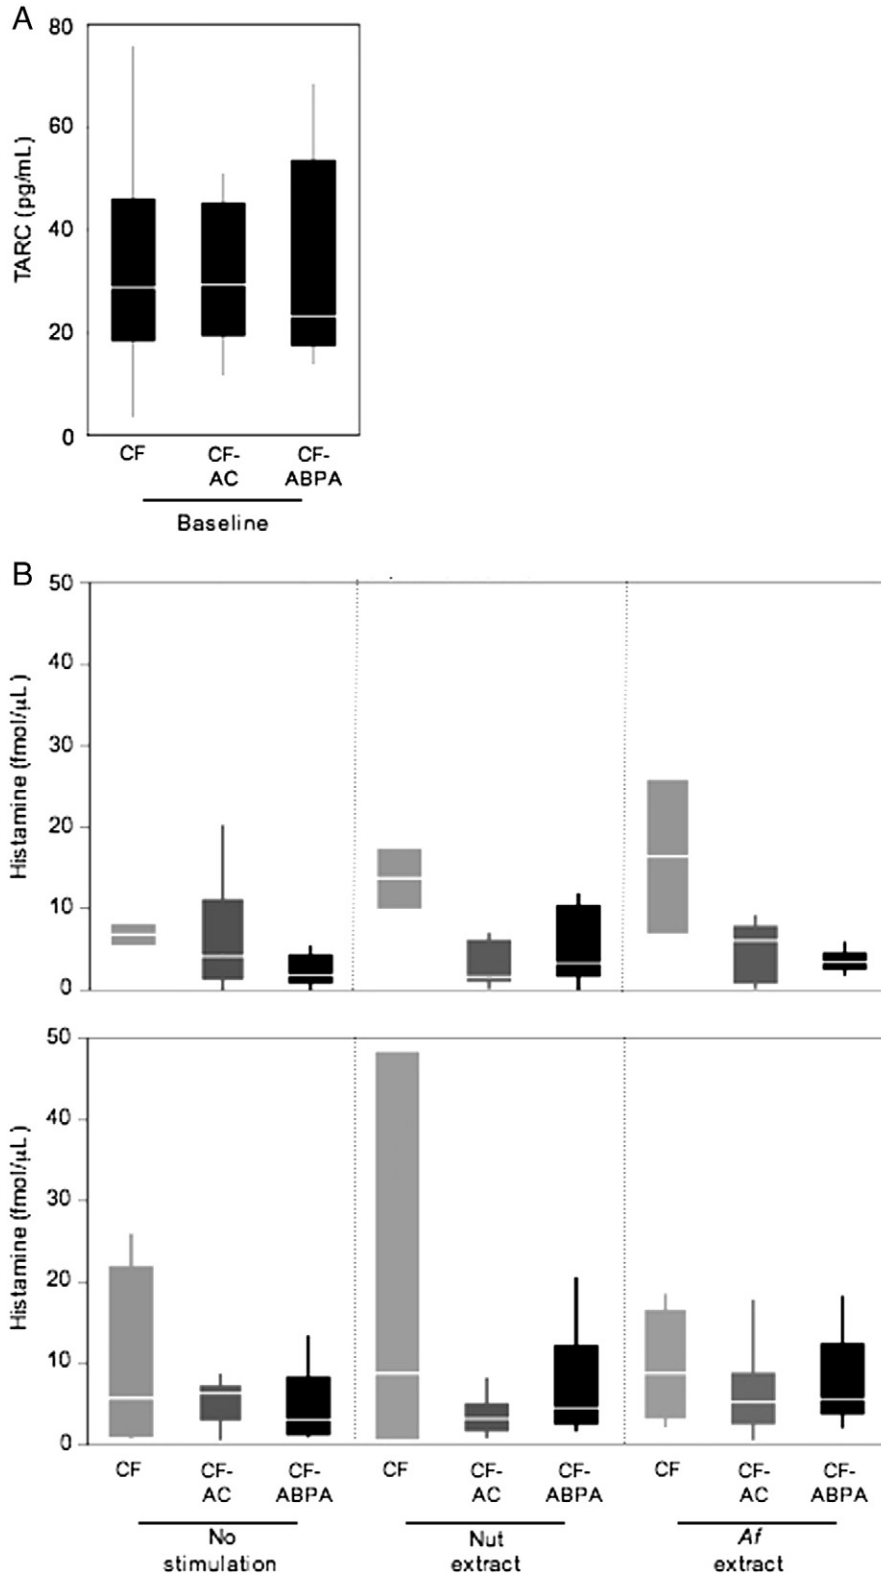 A
80
60
40
20
0
TARC (pg/mL)
CF
CF-
AC
CF-
ABPA
Baseline
B
50
40
30
20
10
0
Histamine (fmol/μL)
50
40
30
20
10
0
Histamine (fmol/μL)
CF
CF-
AC
CF-
ABPA
CF
CF-
AC
CF-
ABPA
CF
CF-
AC
CF-
ABPA
No
stimulation
Nut
extract
Af
extract